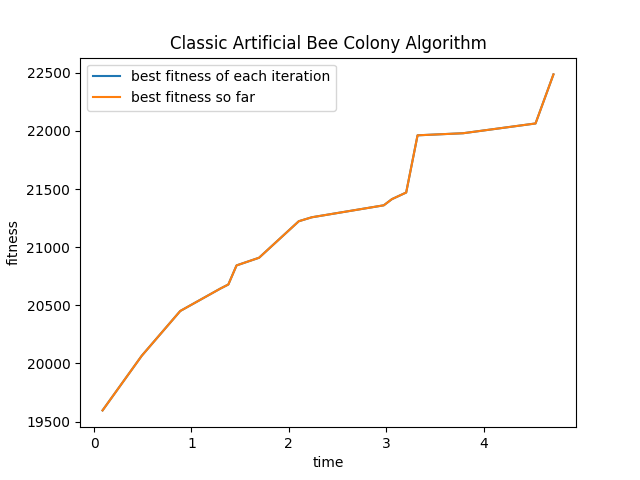 Classic Artificial Bee Colony Algorithm
best fitness of each iteration
best fitness so far
22500
22000
21500
21000
20500
20000
19500
fitness
0 1 2 3 4
time